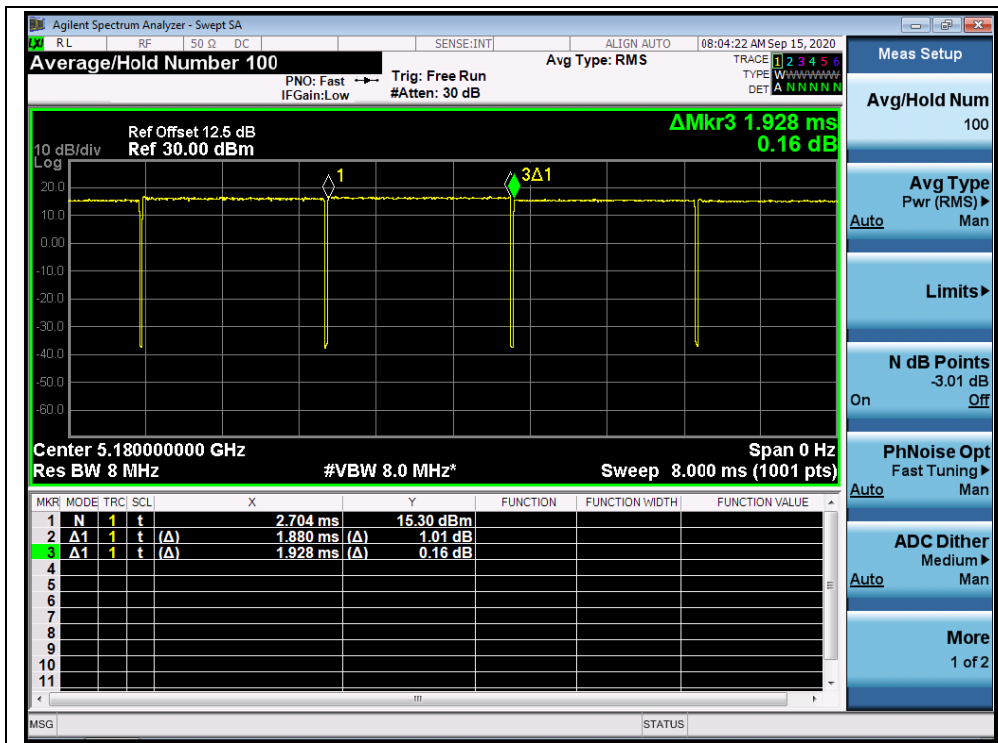 Agilent Spectrum Analyzer - Swept SA
LXI RL RF 50 Ω DC SENSE:INT ALIGN AUTO 08:04:22 AM Sep 15, 2020
Average/Hold Number 100
PNO: Fast
IFGain:Low
Trig: Free Run
#Atten: 30 dB
Avg Type: RMS
TRACE 1 2 3 4 5 6
TYPE WWWWWW
DET A N N N N N
ΔMkr3 1.928 ms
0.16 dB
Ref Offset 12.5 dB
10 dB/div Ref 30.00 dBm
Log
20.0
10.0
0.00
-10.0
-20.0
-30.0
-40.0
-50.0
-60.0
1
3Δ1
Center 5.180000000 GHz Span 0 Hz
Res BW 8 MHz #VBW 8.0 MHz* Sweep 8.000 ms (1001 pts)
MKR MODE TRC SCL X Y FUNCTION FUNCTION WIDTH FUNCTION VALUE
1 N 1 t 2.704 ms 15.30 dBm
2 Δ1 1 t (Δ) 1.880 ms (Δ) 1.01 dB
3 Δ1 1 t (Δ) 1.928 ms (Δ) 0.16 dB
4
5
6
7
8
9
10
11
MSG STATUS
Meas Setup
Avg/Hold Num
100
Avg Type
Pwr (RMS)
Auto Man
Limits
N dB Points
-3.01 dB
On Off
PhNoise Opt
Fast Tuning
Auto Man
ADC Dither
Medium
Auto Man
More
1 of 2